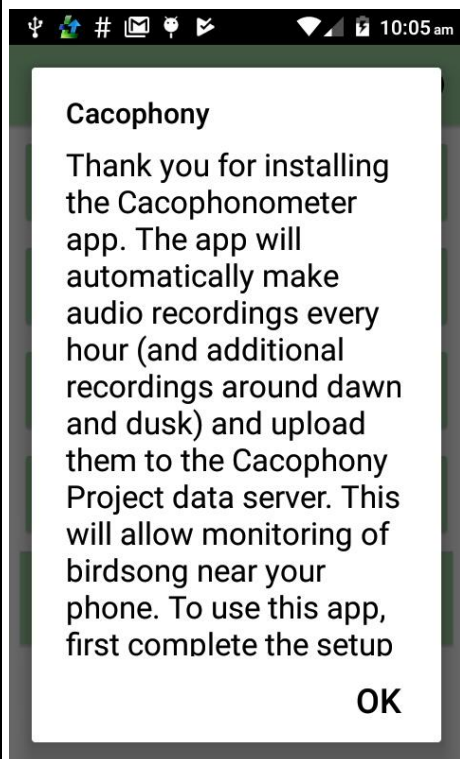 # 10:05 am
Cacophony
Thank you for installing
the Cacophonometer
app. The app will
automatically make
audio recordings every
hour (and additional
recordings around dawn
and dusk) and upload
them to the Cacophony
Project data server. This
will allow monitoring of
birdsong near your
phone. To use this app,
first complete the setup
OK